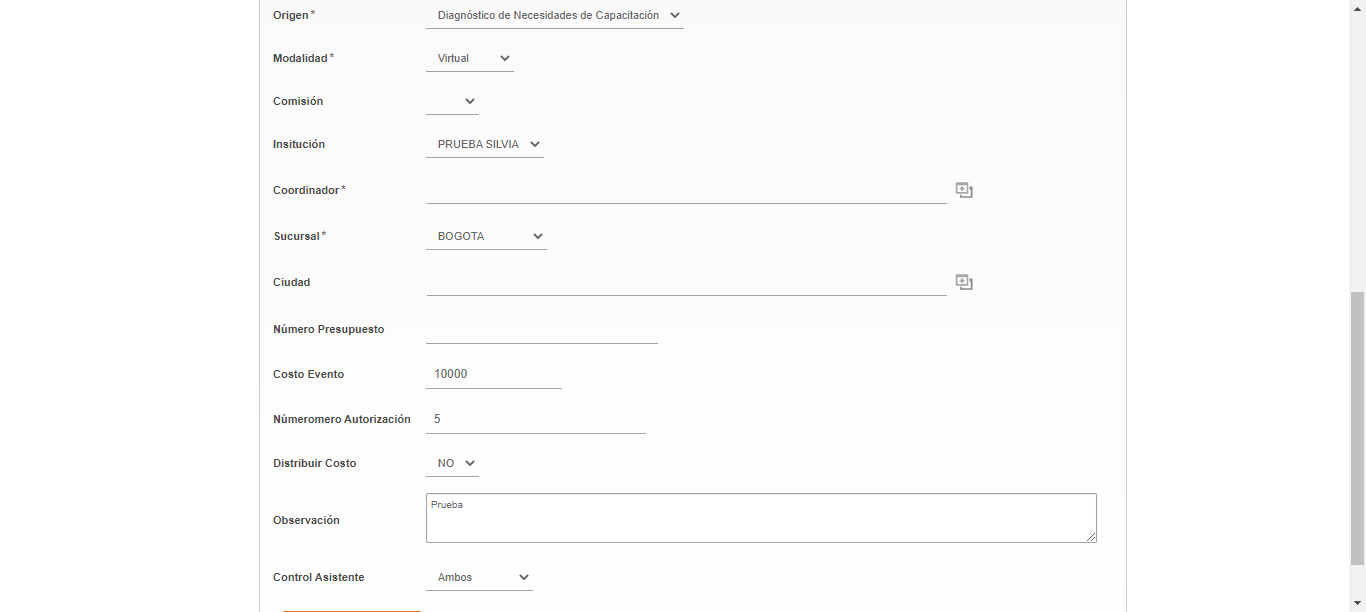 Origen* Diagnóstico de Necesidades de Capacitación
Modalidad* Virtual
Comisión
Insitución PRUEBA SILVIA
Coordinador*
Sucursal* BOGOTA
Ciudad
Número Presupuesto
Costo Evento 10000
Númeromero Autorización 5
Distribuir Costo NO
Observación Prueba
Control Asistente Ambos